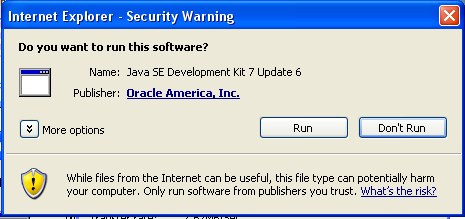 Internet Explorer - Security Warning
Do you want to run this software?
Name: Java SE Development Kit 7 Update 6
Publisher: Oracle America, Inc.
More options
Run
Don't Run
While files from the Internet can be useful, this file type can potentially harm
your computer. Only run software from publishers you trust. What's the risk?